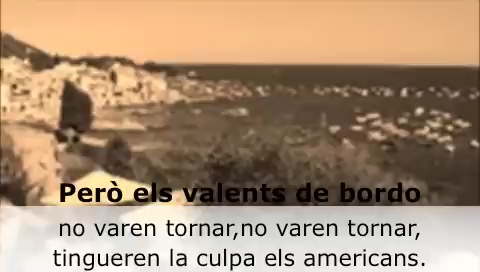 Però els valents de bordo
no varen tornar,no varen tornar,
tingueren la culpa els americans.